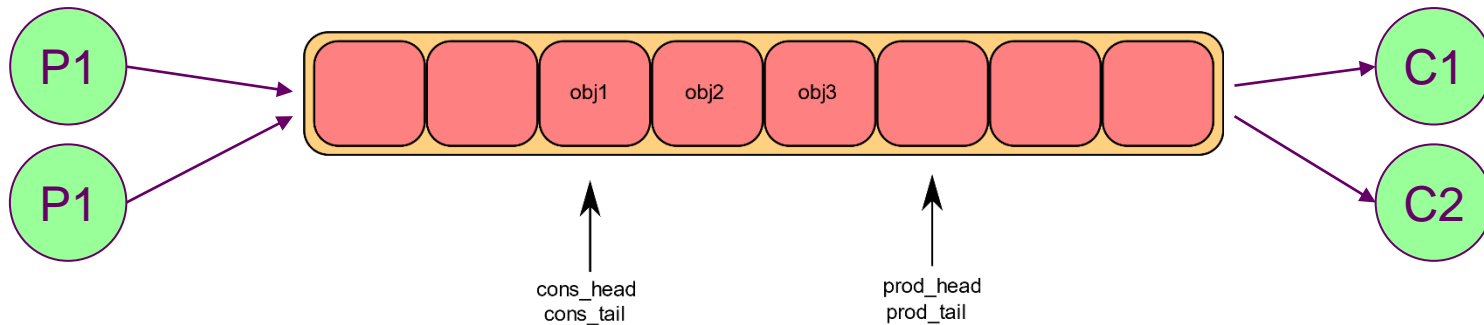 P1
P1
obj1
obj2
obj3
C1
C2
cons_head
cons_tail
prod_head
prod_tail